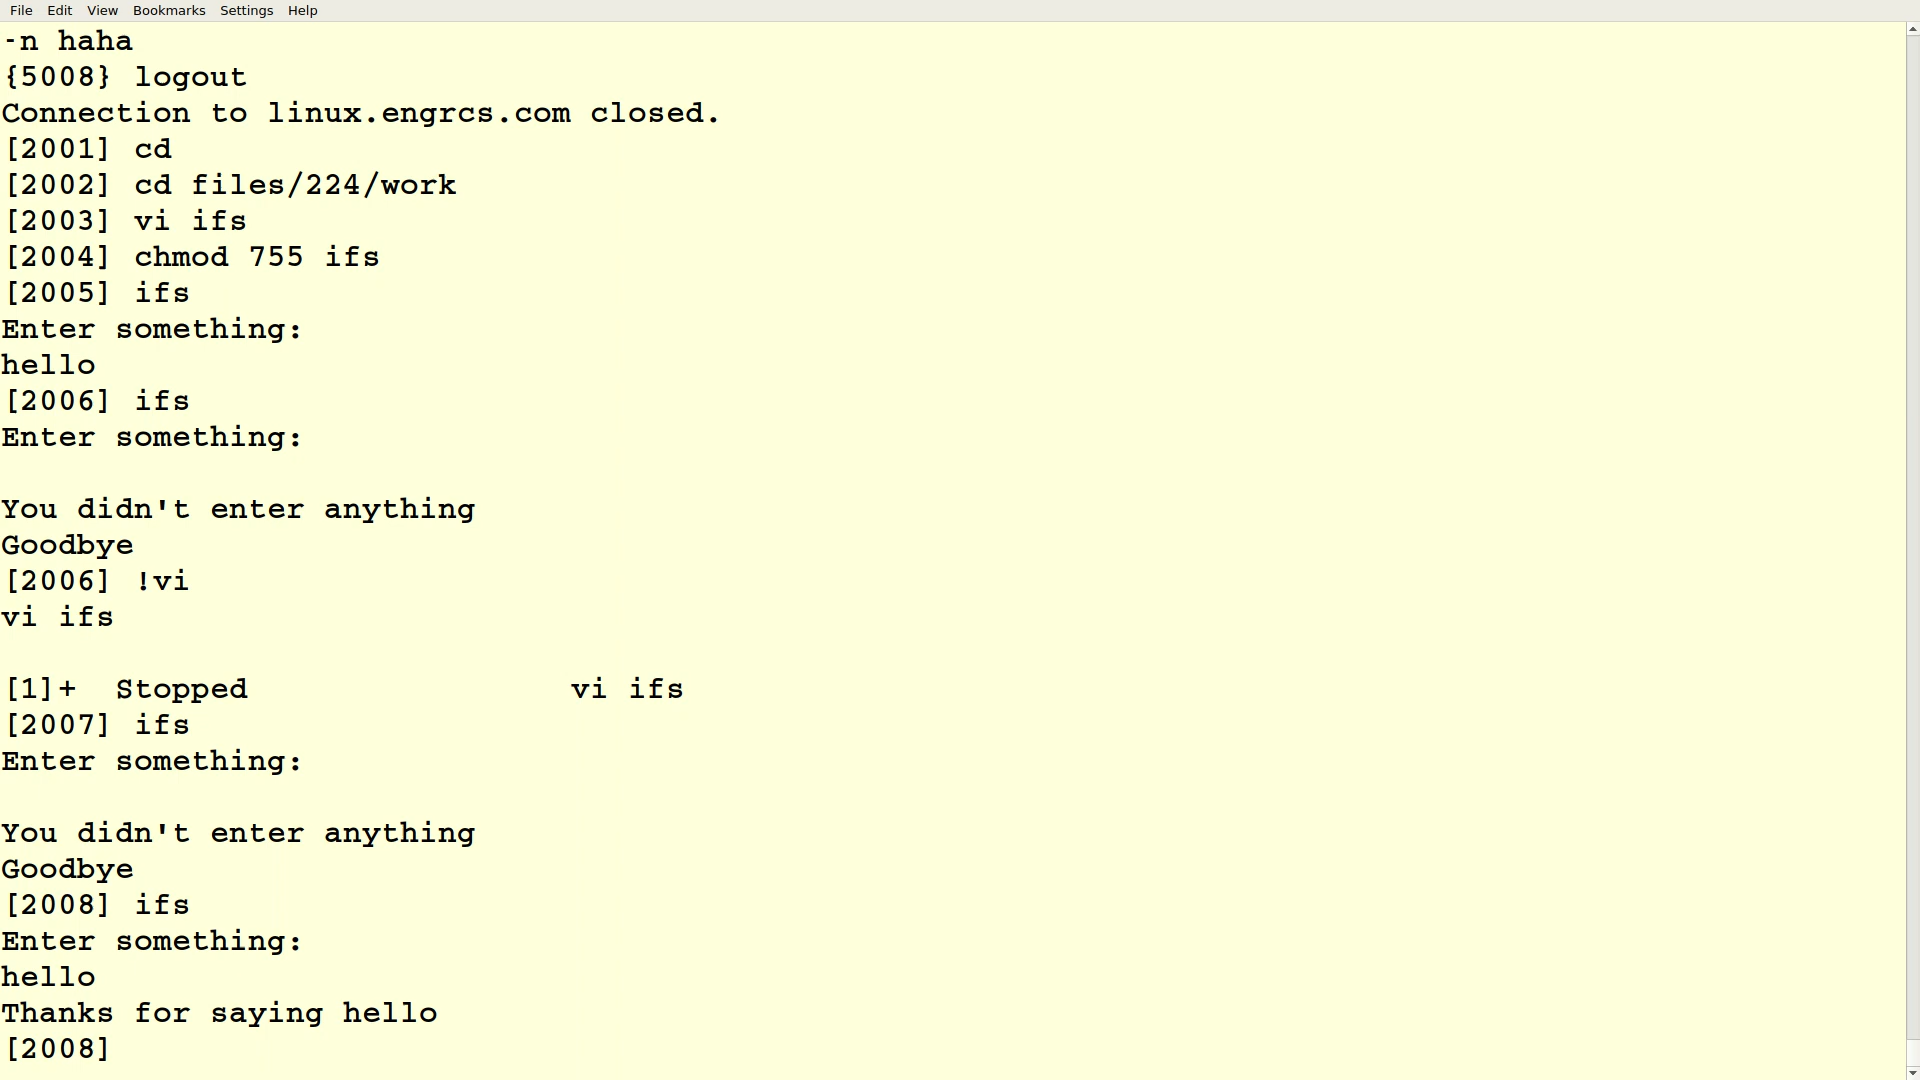 File Edit View Bookmarks Settings Help
-n haha
{5008} logout
Connection to linux.engrcs.com closed.
[2001] cd
[2002] cd files/224/work
[2003] vi ifs
[2004] chmod 755 ifs
[2005] ifs
Enter something:
hello
[2006] ifs
Enter something:
You didn't enter anything
Goodbye
[2006] !vi
vi ifs
[1]+  Stopped                 vi ifs
[2007] ifs
Enter something:
You didn't enter anything
Goodbye
[2008] ifs
Enter something:
hello
Thanks for saying hello
[2008]